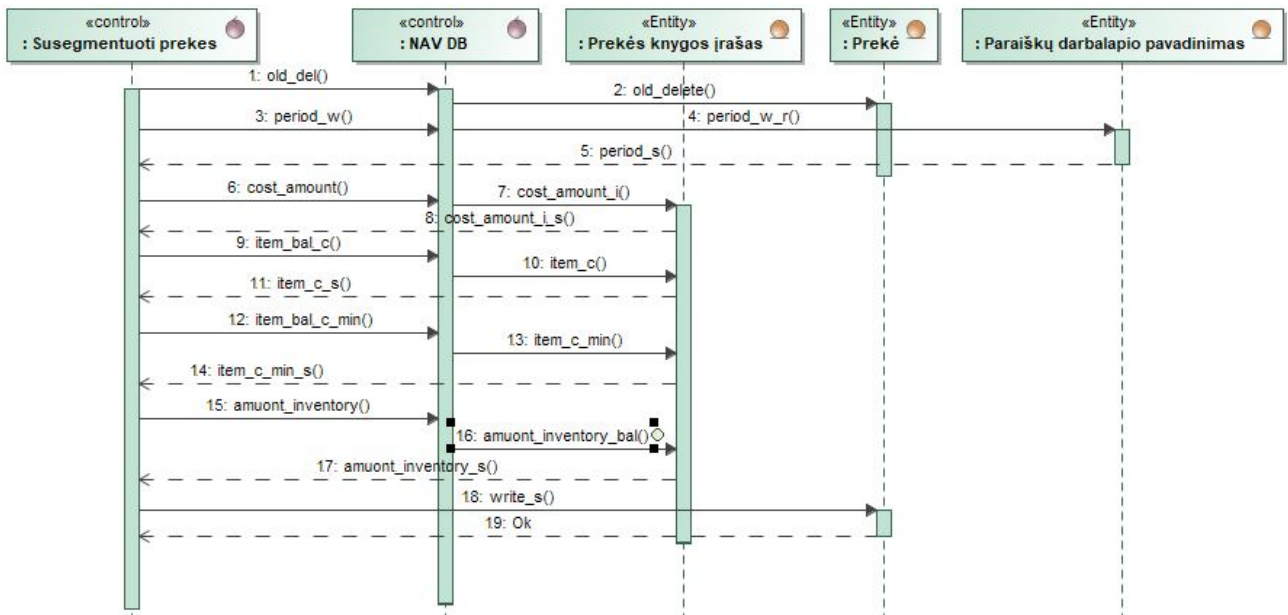 «control»
: Susegmentuoti prekes
«control»
: NAV DB
«Entity»
: Prekės knygos įrašas
«Entity»
: Prekė
«Entity»
: Paraiškų darbalapio pavadinimas
1: old_del()
2: old_delete()
3: period_w()
4: period_w_r()
5: period_s()
6: cost_amount()
7: cost_amount_i()
8: cost_amount_i_s()
9: item_bal_c()
10: item_c()
11: item_c_s()
12: item_bal_c_min()
13: item_c_min()
14: item_c_min_s()
15: amuont_inventory()
16: amuont_inventory_bal()
17: amuont_inventory_s()
18: write_s()
19: Ok